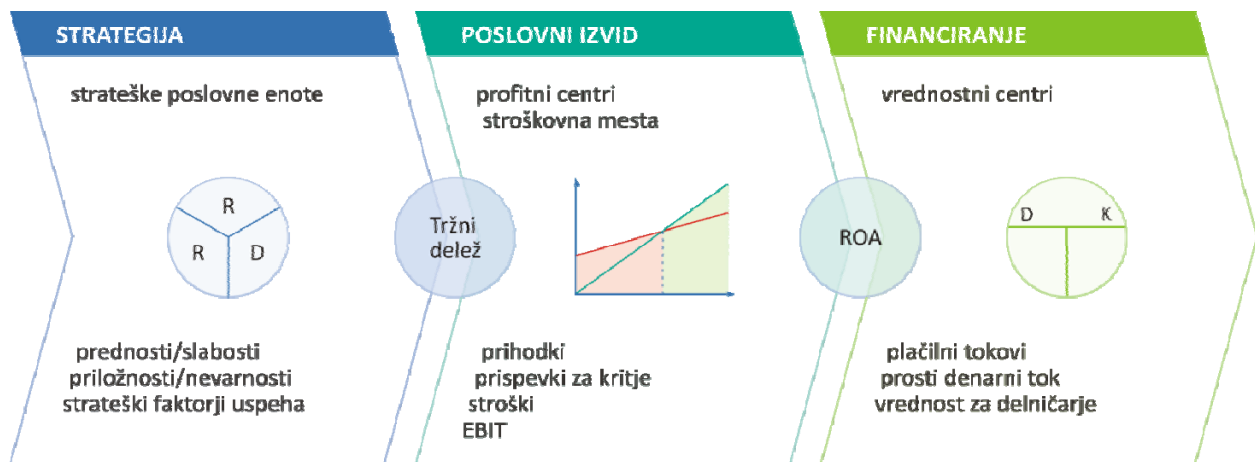 STRATEGIJA
strateške poslovne enote
R
R
D
prednosti/slabosti
priložnosti/nevarnosti
strateški faktorji uspeha
Tržni
delež
POSLOVNI IZVID
profitni centri
stroškovna mesta
prihodki
prispevki za kritje
stroški
EBIT
ROA
FINANCIRANJE
vrednostni centri
D
K
plačilni tokovi
prosti denarni tok
vrednost za delničarje